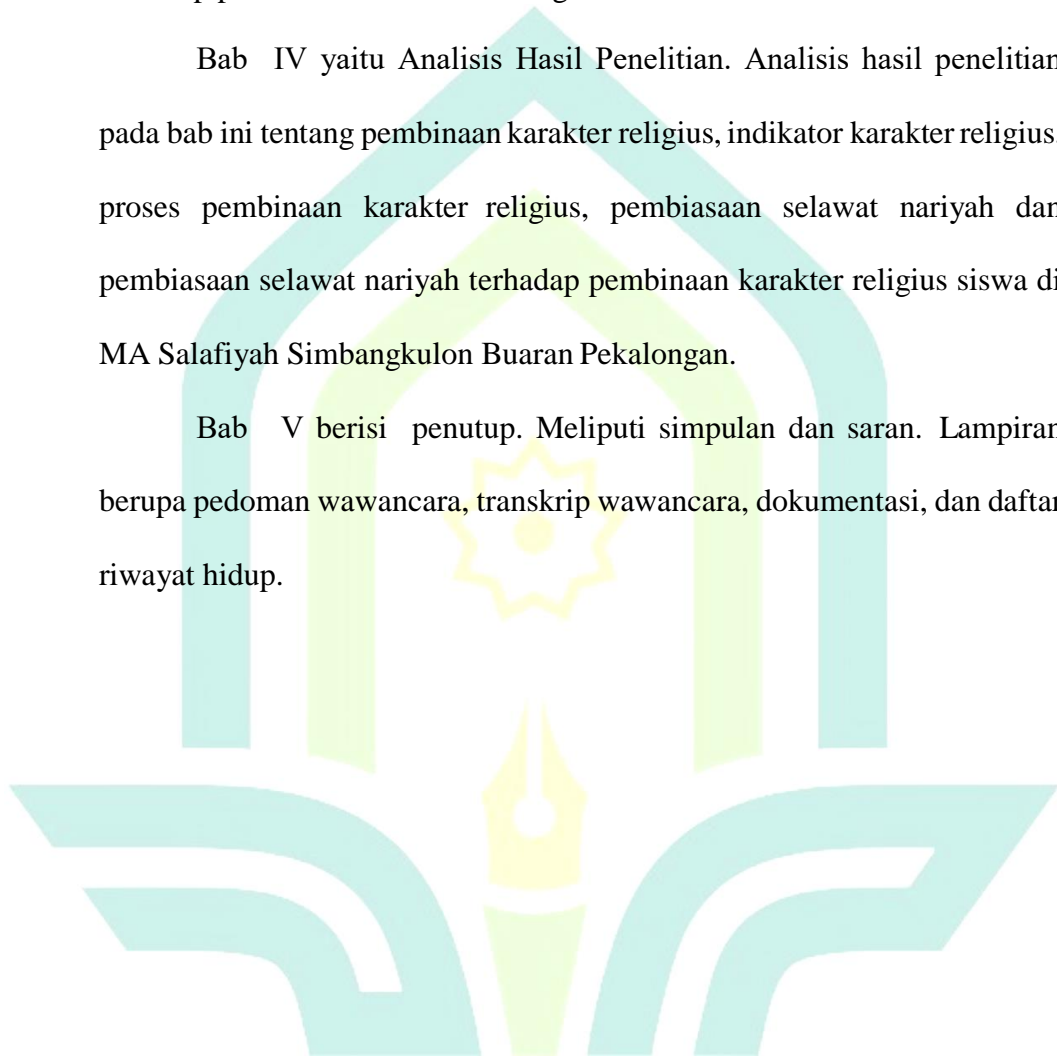 Bab IV yaitu Analisis Hasil Penelitian. Analisis hasil penelitian
pada bab ini tentang pembinaan karakter religius, indikator karakter religius,
proses pembinaan karakter religius, pembiasaan selawat nariyah dan
pembiasaan selawat nariyah terhadap pembinaan karakter religius siswa di
MA Salafiyah Simbangkulon Buaran Pekalongan.
Bab V berisi penutup. Meliputi simpulan dan saran. Lampiran
berupa pedoman wawancara, transkrip wawancara, dokumentasi, dan daftar
riwayat hidup.